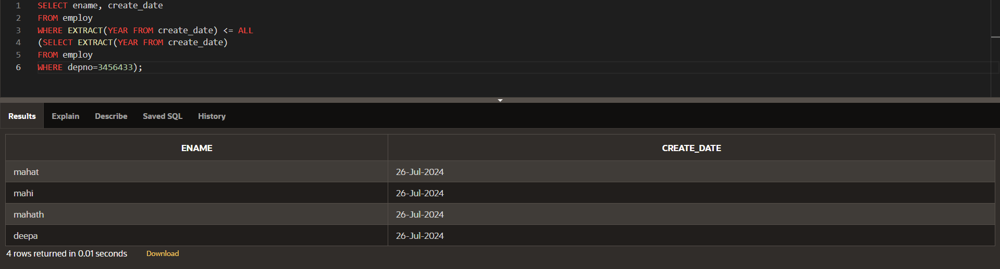 1 SELECT ename, create_date
2 FROM employ
3 WHERE EXTRACT(YEAR FROM create_date) <= ALL
4 (SELECT EXTRACT(YEAR FROM create_date)
5 FROM employ
6 WHERE depno=3456433);
Results Explain Describe Saved SQL History
ENAME CREATE_DATE
mahat 26-Jul-2024
mahi 26-Jul-2024
mahath 26-Jul-2024
deepa 26-Jul-2024
4 rows returned in 0.01 seconds Download